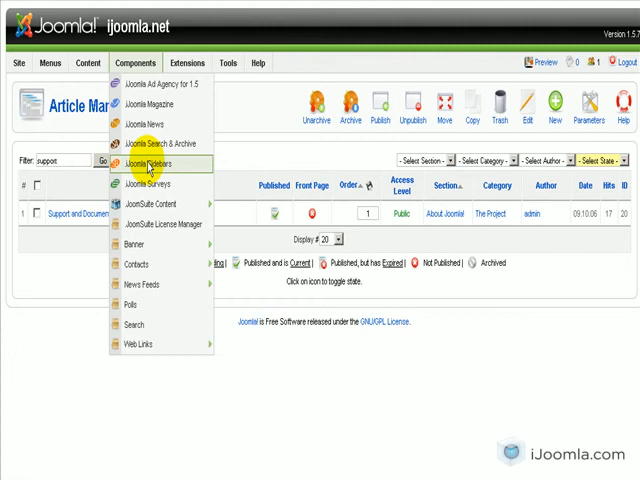 Joomla! ijoomla.net
Version 1.5.7
Site Menus Content Components Extensions Tools Help Preview 0 1 Logout
Article Man
Unarchive Archive Publish Unpublish Move Copy Trash Edit New Parameters Help
iJoomla Ad Agency for 1.5
iJoomla Magazine
iJoomla News
iJoomla Search & Archive
iJoomla Sidebars
iJoomla Surveys
JoomSuite Content
JoomSuite License Manager
Banner
Contacts
News Feeds
Polls
Search
Web Links
Filter: support Go - Select Section - - Select Category - - Select Author - - Select State -
# Published Front Page Order Access Level Section Category Author Date Hits ID
1 Support and Documen 1 Public About Joomla! The Project admin 09.10.06 17 20
Display # 20
Published and is Current Published, but has Expired Not Published Archived
Click on icon to toggle state.
Joomla! is Free Software released under the GNU/GPL License.
iJoomla.com